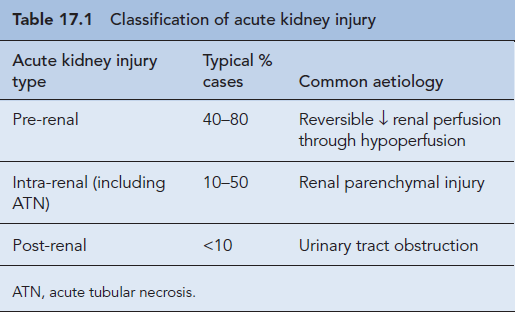 Table 17.1 Classification of acute kidney injury
Acute kidney injury type Typical % cases Common aetiology
Pre-renal 40–80 Reversible ↓ renal perfusion through hypoperfusion
Intra-renal (including ATN) 10–50 Renal parenchymal injury
Post-renal <10 Urinary tract obstruction
ATN, acute tubular necrosis.